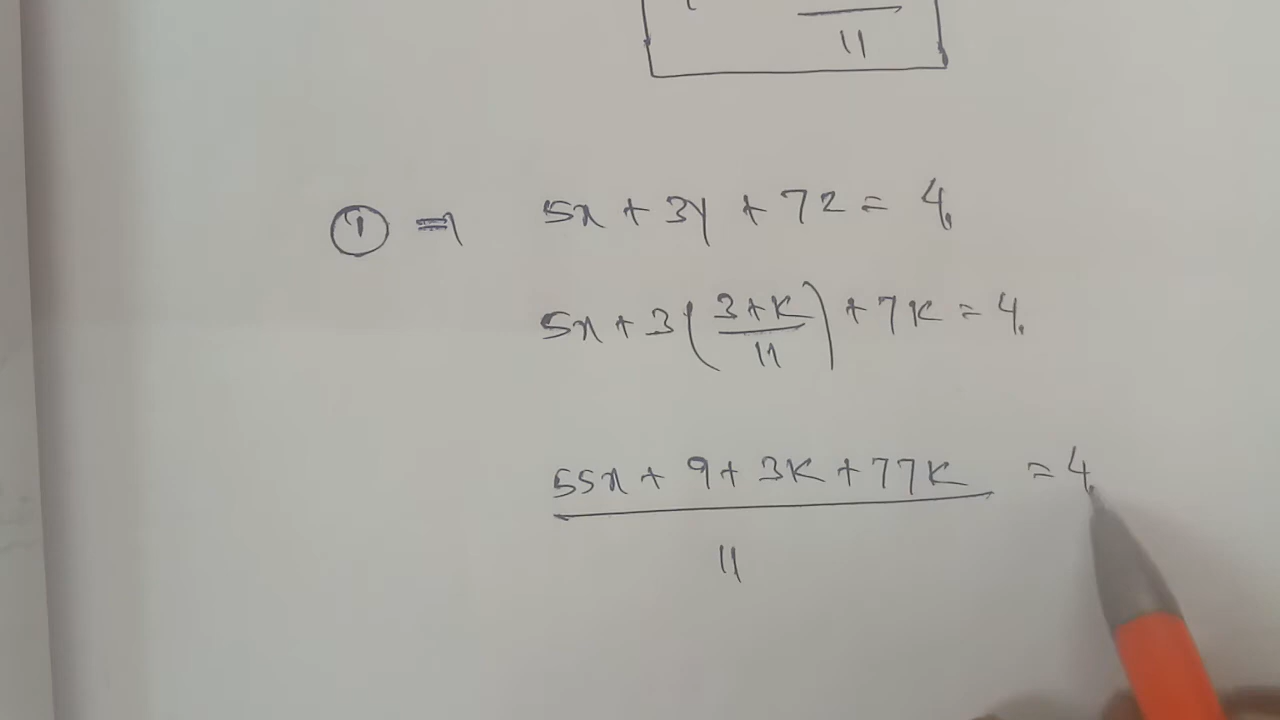 11
① ⇒ 5x + 3y + 7z = 4
5x + 3(3+k/11) + 7k = 4
55x + 9 + 3k + 77k = 4
11